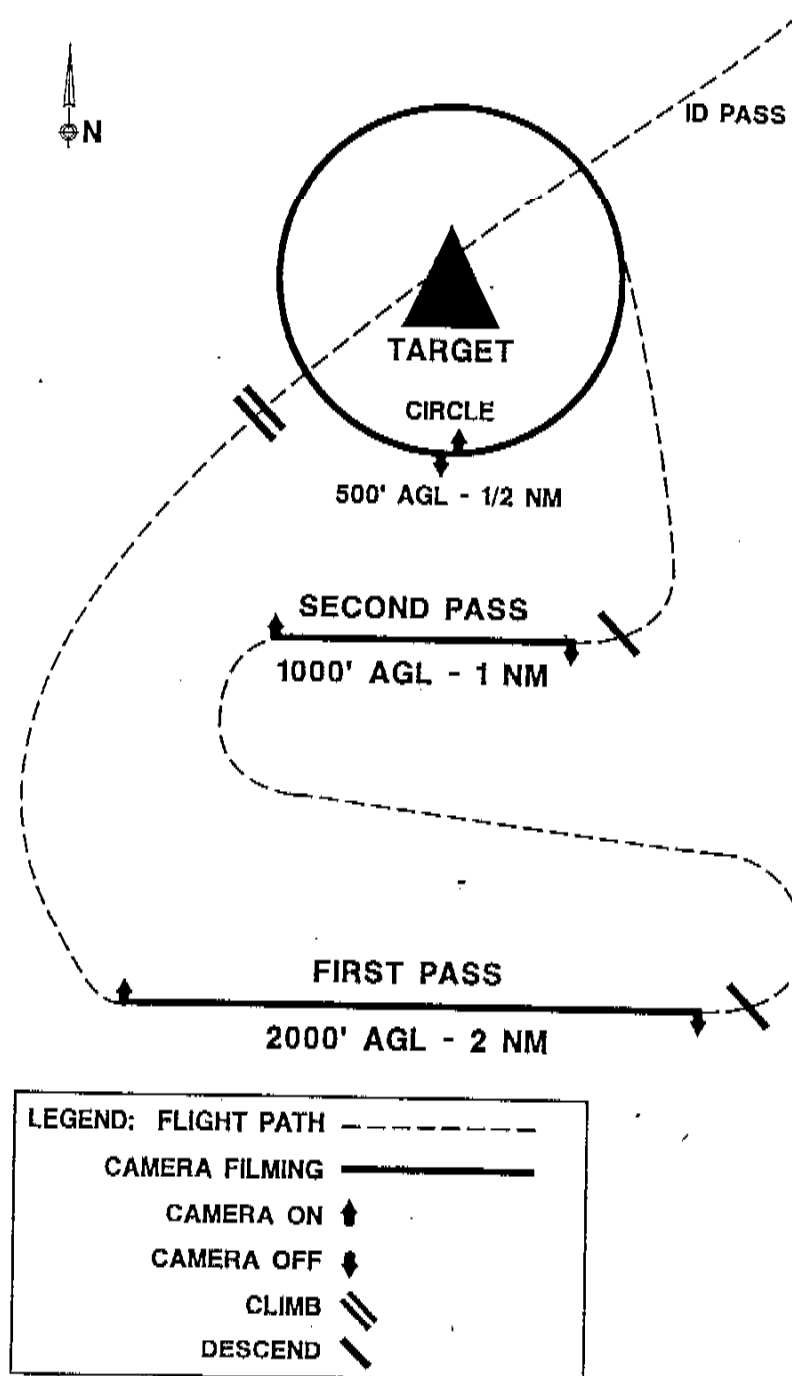 N
ID PASS
TARGET
CIRCLE
500' AGL - 1/2 NM
SECOND PASS
1000' AGL - 1 NM
FIRST PASS
2000' AGL - 2 NM
LEGEND: FLIGHT PATH
CAMERA FILMING
CAMERA ON
CAMERA OFF
CLIMB
DESCEND